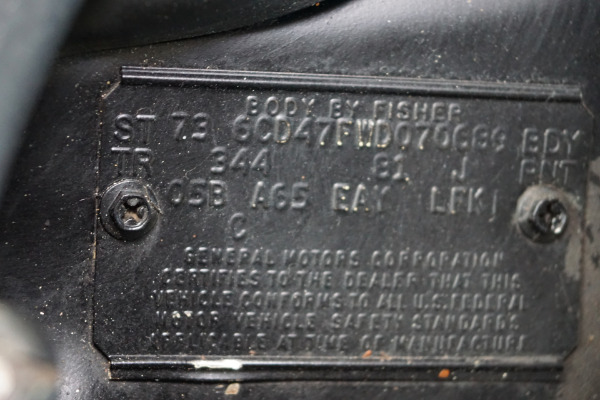 BODY BY FISHER
ST 73 6CD47FWD070689 BDY
TR 344 81 J PNT
05B A65 EAY LFKJ
C
GENERAL MOTORS CORPORATION
CERTIFIES TO THE DEALER THAT THIS
VEHICLE CONFORMS TO ALL U.S. FEDERAL
MOTOR VEHICLE SAFETY STANDARDS
APPLICABLE AT TIME OF MANUFACTURE